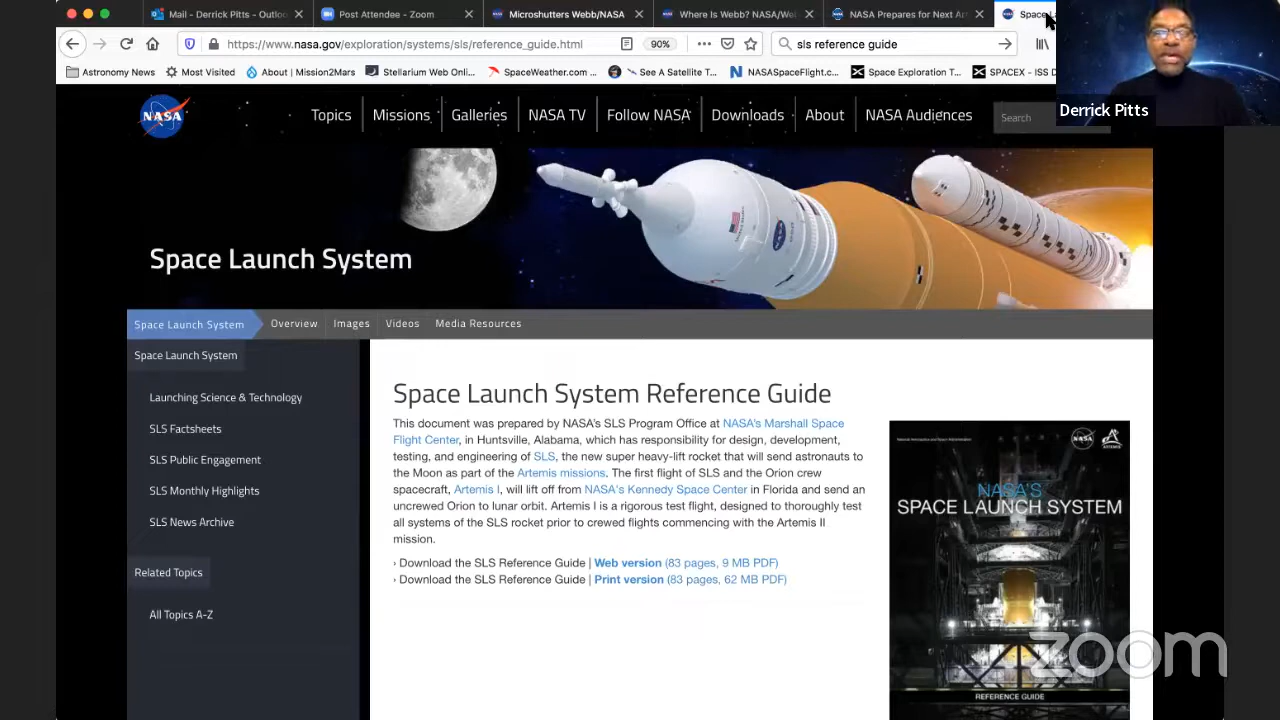 Mail - Derrick Pitts - Outloo
Post Attendee - Zoom
Microshutters Webb/NASA
Where Is Webb? NASA/We
NASA Prepares for Next Ar
Space L
https://www.nasa.gov/exploration/systems/sls/reference_guide.html
90%
sls reference guide
Astronomy News
Most Visited
About | Mission2Mars
Stellarium Web Onl...
SpaceWeather.com ...
See A Satellite T...
NASASpaceFlight.c...
Space Exploration T...
SPACEX - ISS D
Derrick Pitts
NASA
Topics
Missions
Galleries
NASA TV
Follow NASA
Downloads
About
NASA Audiences
Search
Space Launch System
Space Launch System
Overview
Images
Videos
Media Resources
Space Launch System
Launching Science & Technology
SLS Factsheets
SLS Public Engagement
SLS Monthly Highlights
SLS News Archive
Related Topics
All Topics A-Z
Space Launch System Reference Guide
This document was prepared by NASA's SLS Program Office at NASA's Marshall Space
Flight Center, in Huntsville, Alabama, which has responsibility for design, development,
testing, and engineering of SLS, the new super heavy-lift rocket that will send astronauts to
the Moon as part of the Artemis missions. The first flight of SLS and the Orion crew
spacecraft, Artemis I, will lift off from NASA's Kennedy Space Center in Florida and send an
uncrewed Orion to lunar orbit. Artemis I is a rigorous test flight, designed to thoroughly test
all systems of the SLS rocket prior to crewed flights commencing with the Artemis II
mission.
› Download the SLS Reference Guide | Web version (83 pages, 9 MB PDF)
› Download the SLS Reference Guide | Print version (83 pages, 62 MB PDF)
National Aeronautics and Space Administration
NASA
ARTEMIS
NASA'S
SPACE LAUNCH SYSTEM
REFERENCE GUIDE
zoom